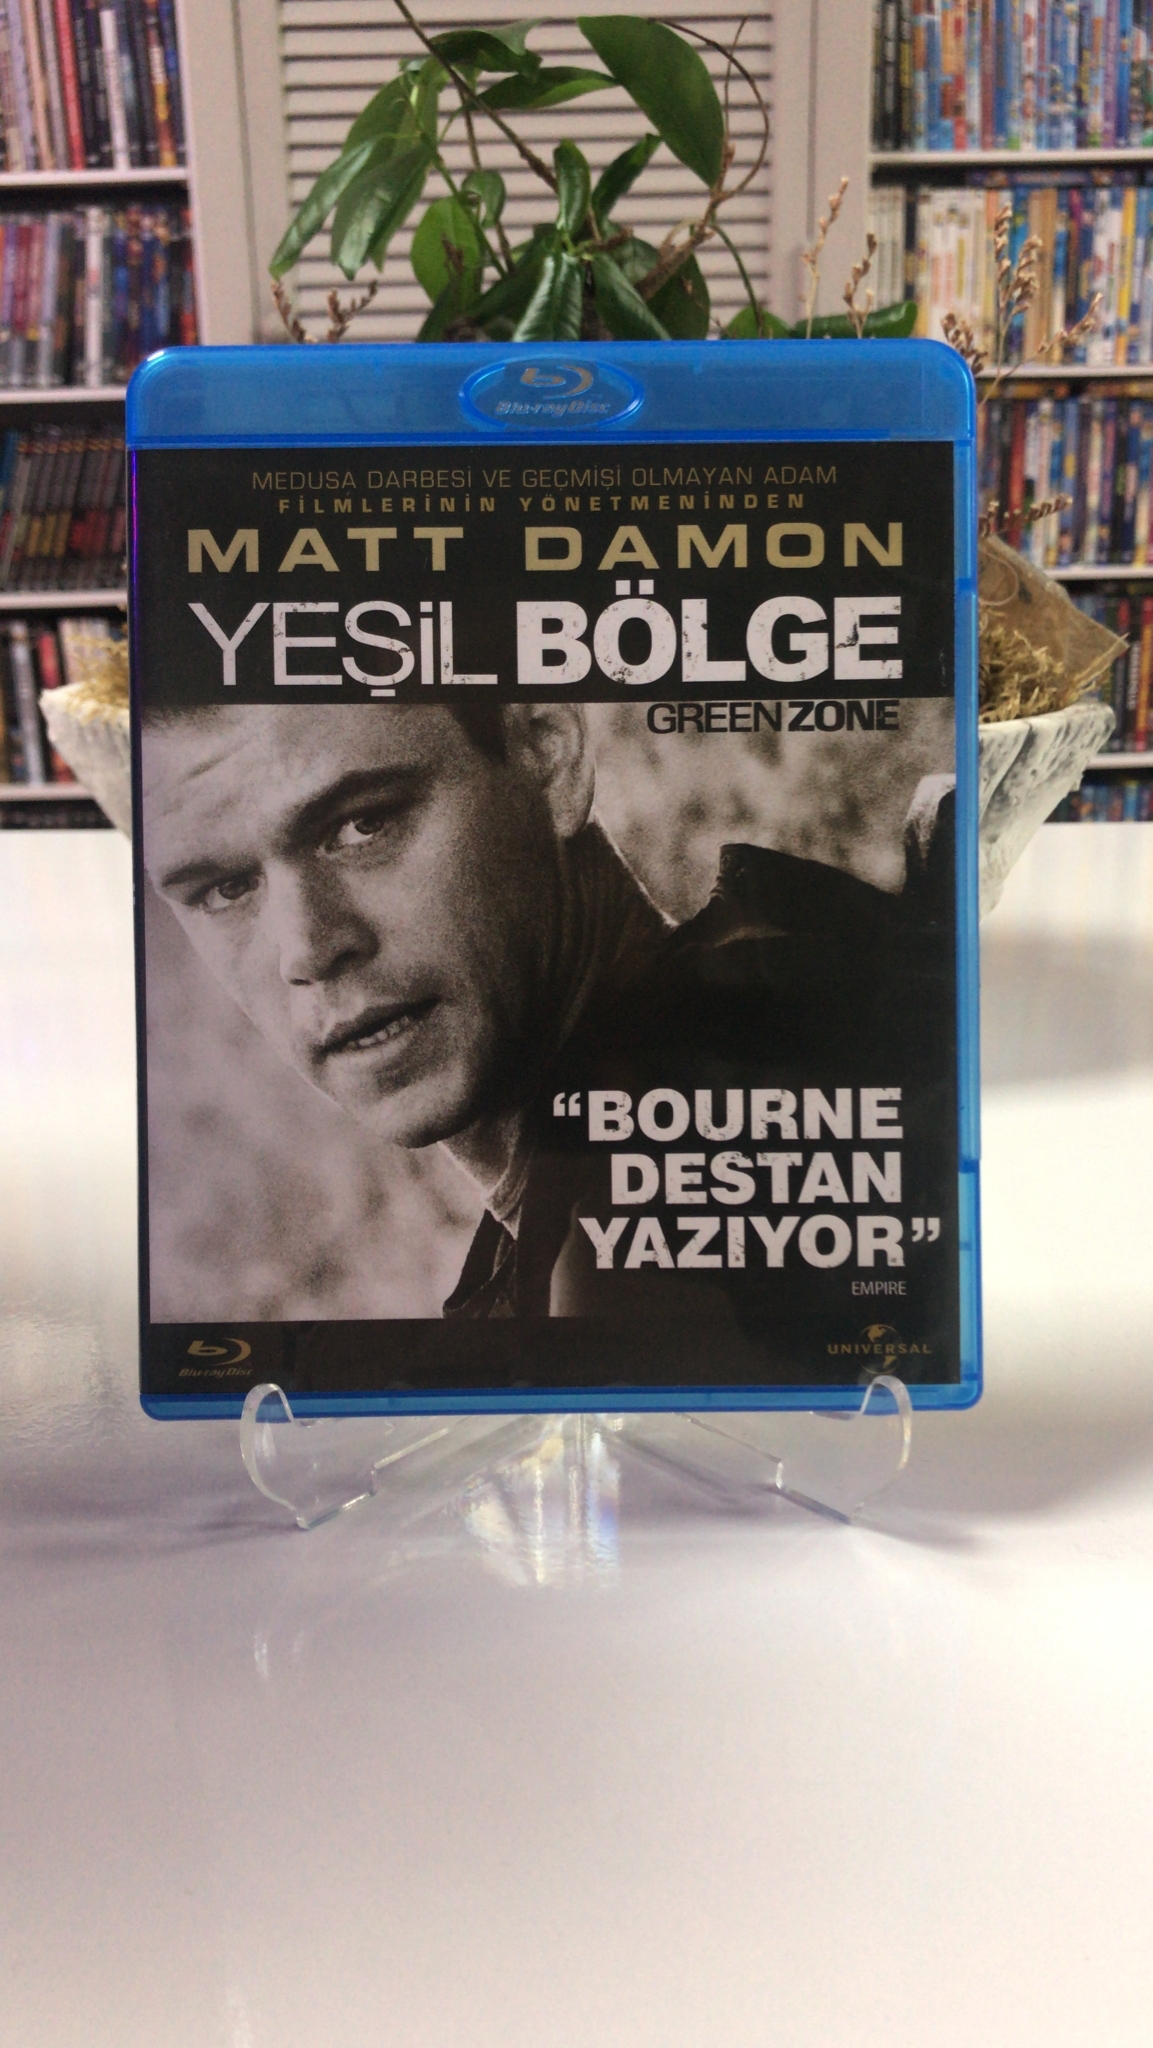 Blu-ray Disc
MEDUSA DARBESİ VE GEÇMİŞİ OLMAYAN ADAM
FİLMLERİNİN YÖNETMENİNDEN
MATT DAMON
YEŞİL BÖLGE
GREEN ZONE
“BOURNE
DESTAN
YAZIYOR”
EMPIRE
Blu-ray Disc
UNIVERSAL